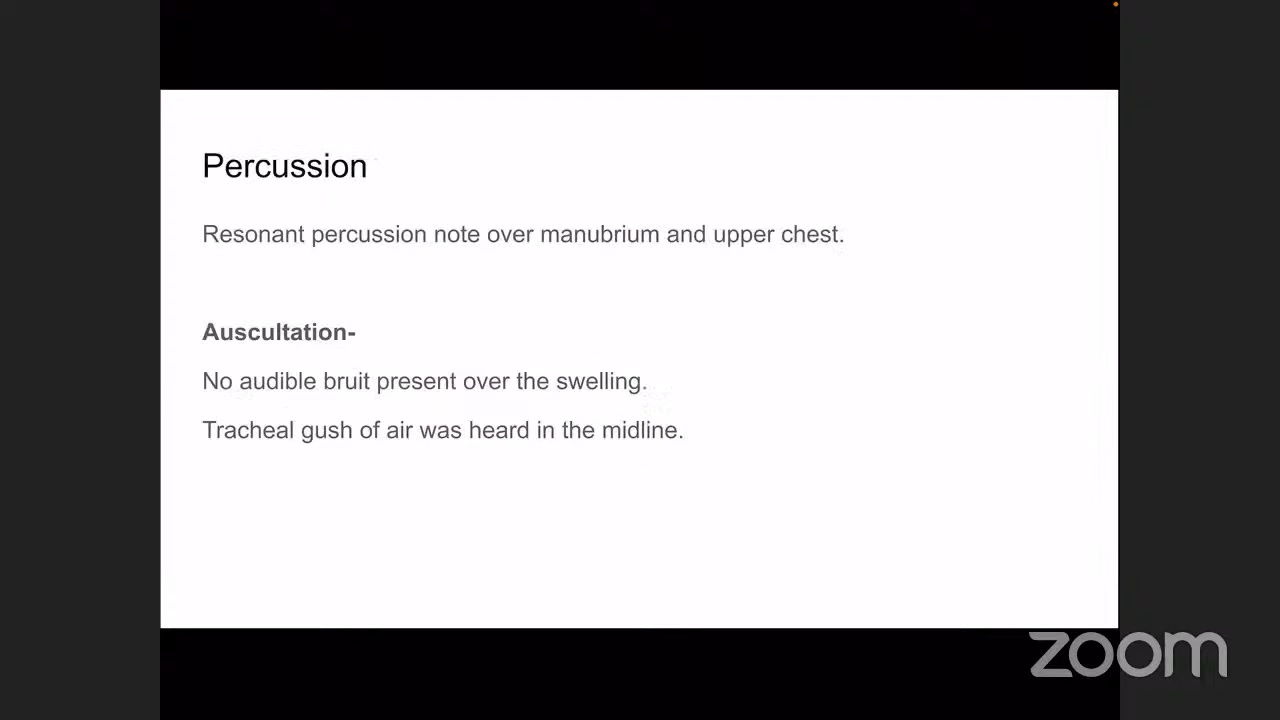 Percussion
Resonant percussion note over manubrium and upper chest.
Auscultation-
No audible bruit present over the swelling.
Tracheal gush of air was heard in the midline.
zoom